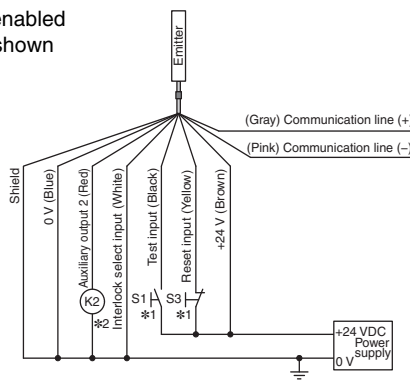 enabled
shown
Emitter
(Gray) Communication line (+)
(Pink) Communication line (−)
Shield
0 V (Blue)
Auxiliary output 2 (Red)
Interlock select input (White)
Test input (Black)
Reset input (Yellow)
+24 V (Brown)
K2
*2
S1
*1
S3
*1
+24 VDC
Power
supply
0 V